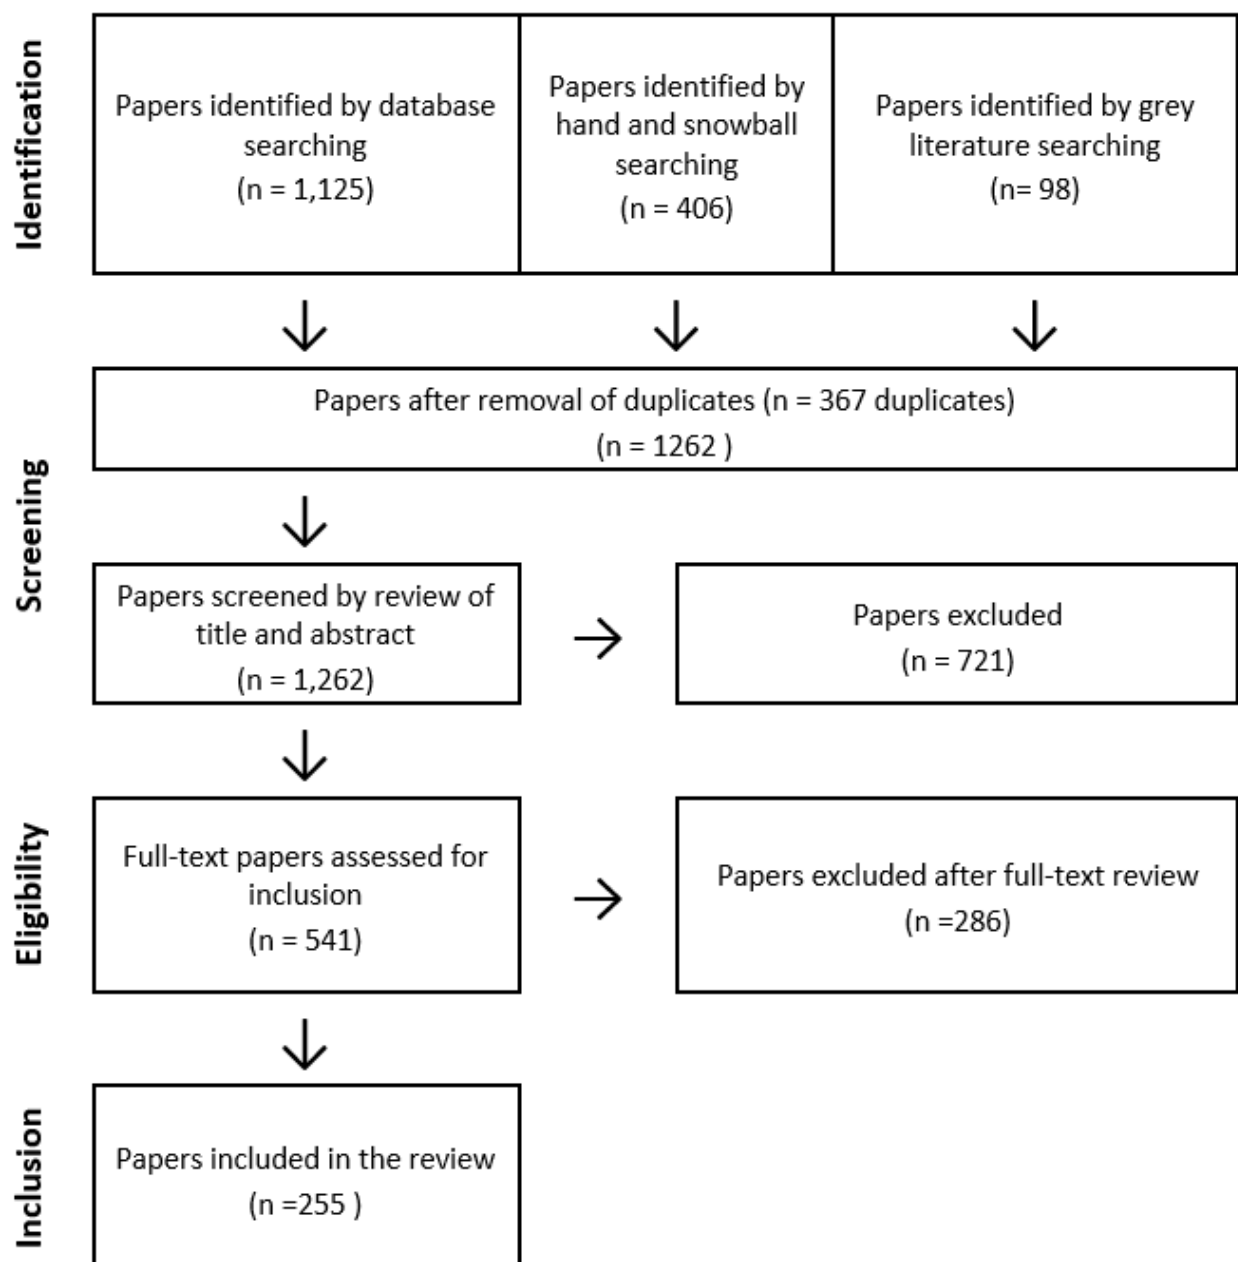 Identification
Papers identified by database
searching
(n = 1,125)
Papers identified by
hand and snowball
searching
(n = 406)
Papers identified by grey
literature searching
(n= 98)
Screening
Papers after removal of duplicates (n = 367 duplicates)
(n = 1262 )
Papers screened by review of
title and abstract
(n = 1,262)
Papers excluded
(n = 721)
Eligibility
Full-text papers assessed for
inclusion
(n = 541)
Papers excluded after full-text review
(n =286)
Inclusion
Papers included in the review
(n =255 )